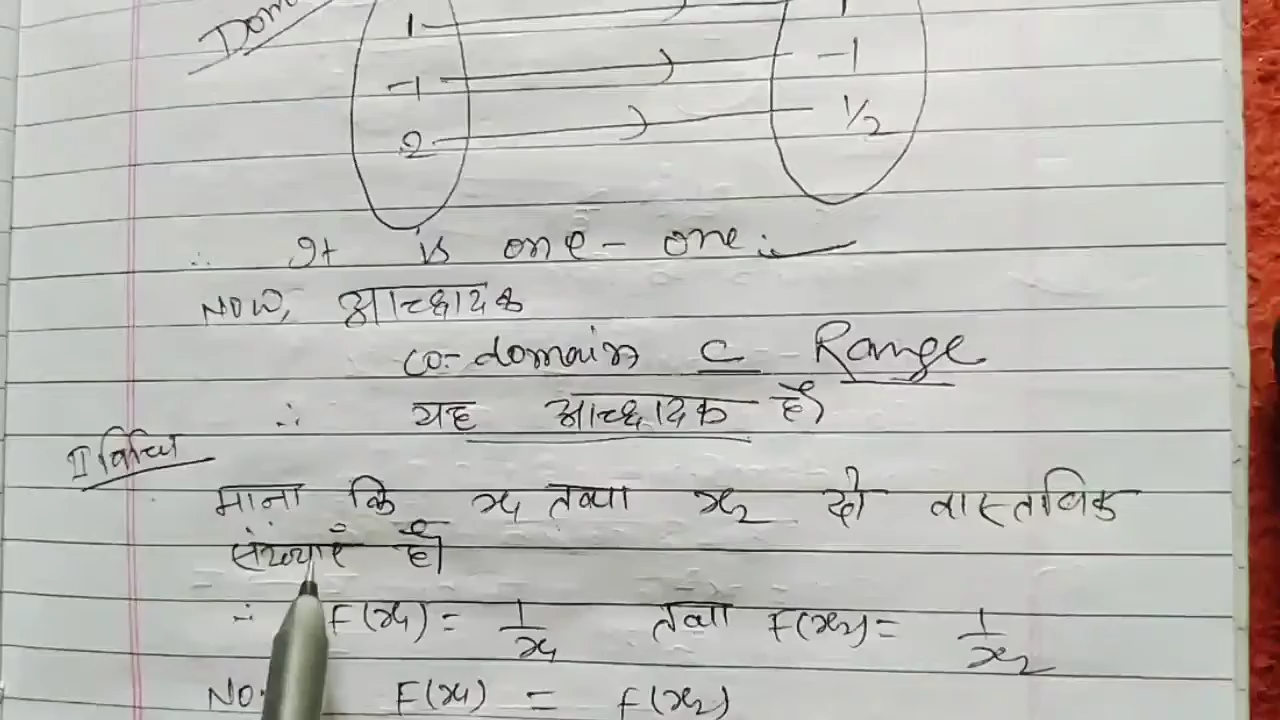 1
-1 -1
2 1/2
∴ It is one-one.
Now, आच्छादक
co-domain ⊂ Range
∴ यह आच्छादक है
II विधि
माना कि x₁ तथा x₂ दो वास्तविक
संख्याएं हैं
∴ F(x₁) = 1/x₁ तथा F(x₂) = 1/x₂
F(x₁) = F(x₂)